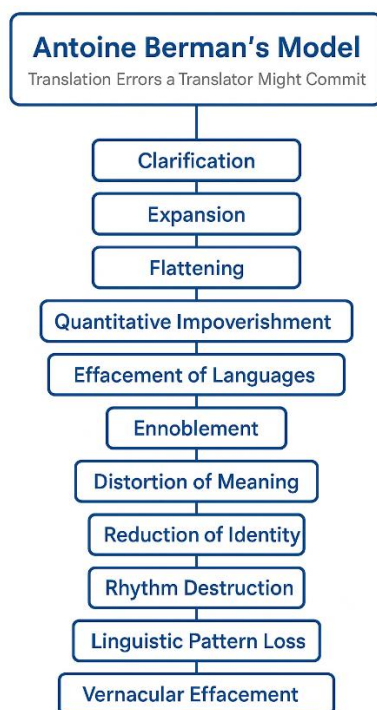 Antoine Berman's Model
Translation Errors a Translator Might Commit
Clarification
Expansion
Flattening
Quantitative Impoverishment
Effacement of Languages
Ennoblement
Distortion of Meaning
Reduction of Identity
Rhythm Destruction
Linguistic Pattern Loss
Vernacular Effacement